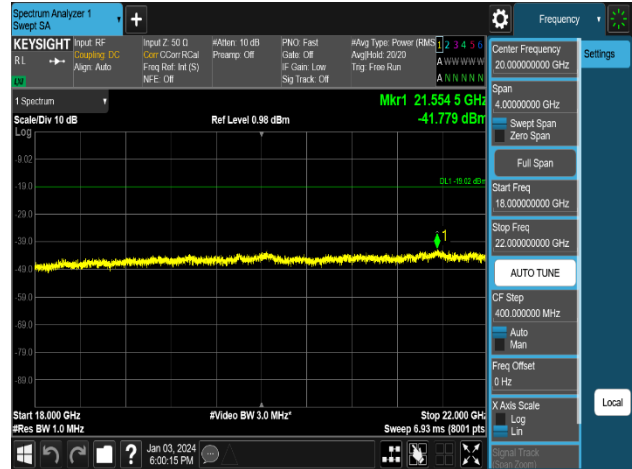 Spectrum Analyzer 1
Swept SA
+
Frequency
KEYSIGHT
Input: RF
Input Z: 50 Ω
#Atten: 10 dB
PNO: Fast
#Avg Type: Power (RMS
1 2 3 4 5 6
R L
Coupling: DC
Corr CCorr RCal
Preamp: Off
Gate: Off
Avg|Hold: 20/20
A W W W W W
Align: Auto
Freq Ref: Int (S)
IF Gain: Low
Trig: Free Run
NFE: Off
Sig Track: Off
A N N N N N
1 Spectrum
Mkr1 21.554 5 GHz
Scale/Div 10 dB
Ref Level 0.98 dBm
-41.779 dBm
Log
-9.02
DL1 -19.02 dBm
-19.0
-29.0
1
-39.0
-49.0
-59.0
-69.0
-79.0
-89.0
Start 18.000 GHz
#Video BW 3.0 MHz*
Stop 22.000 GHz
#Res BW 1.0 MHz
Sweep 6.93 ms (8001 pts
?
Jan 03, 2024
6:00:15 PM
Center Frequency
20.000000000 GHz
Settings
Span
4.00000000 GHz
Swept Span
Zero Span
Full Span
Start Freq
18.000000000 GHz
Stop Freq
22.000000000 GHz
AUTO TUNE
CF Step
400.000000 MHz
Auto
Man
Freq Offset
0 Hz
X Axis Scale
Log
Lin
Local
Signal Track
(Span Zoom)